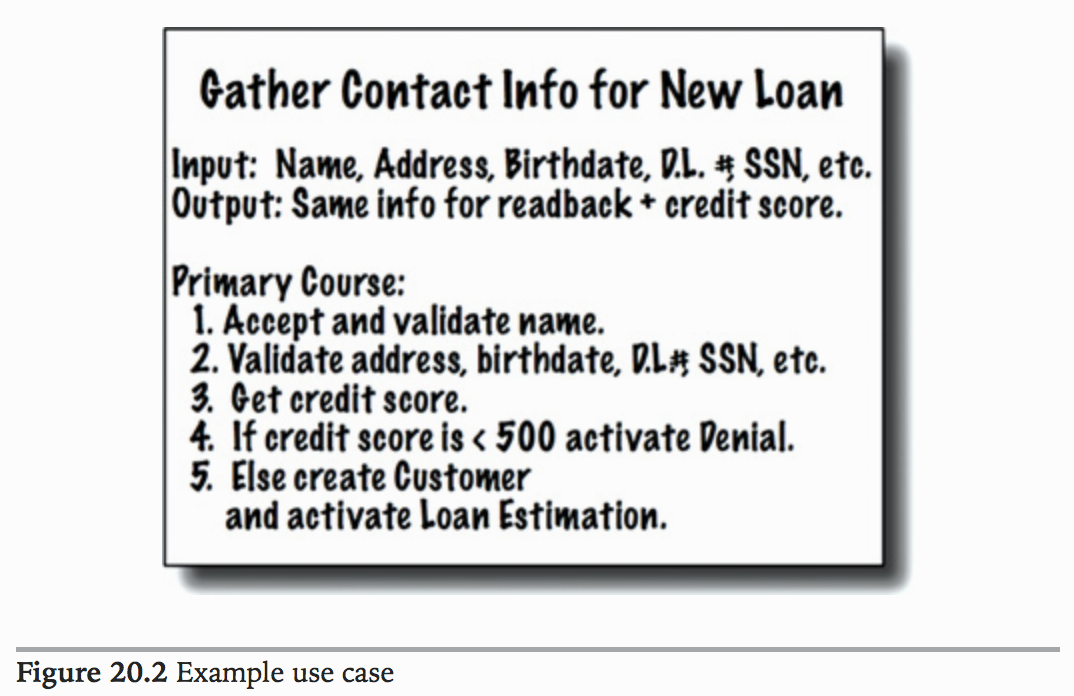 Gather Contact Info for New Loan
Input: Name, Address, Birthdate, D.L. #, SSN, etc.
Output: Same info for readback + credit score.
Primary Course:
1. Accept and validate name.
2. Validate address, birthdate, D.L.#, SSN, etc.
3. Get credit score.
4. If credit score is < 500 activate Denial.
5. Else create Customer
and activate Loan Estimation.
Figure 20.2 Example use case